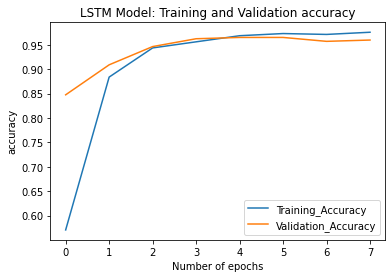 LSTM Model: Training and Validation accuracy
0.95
0.90
0.85
0.80
0.75
0.70
0.65
0.60
accuracy
Training_Accuracy
Validation_Accuracy
0 1 2 3 4 5 6 7
Number of epochs